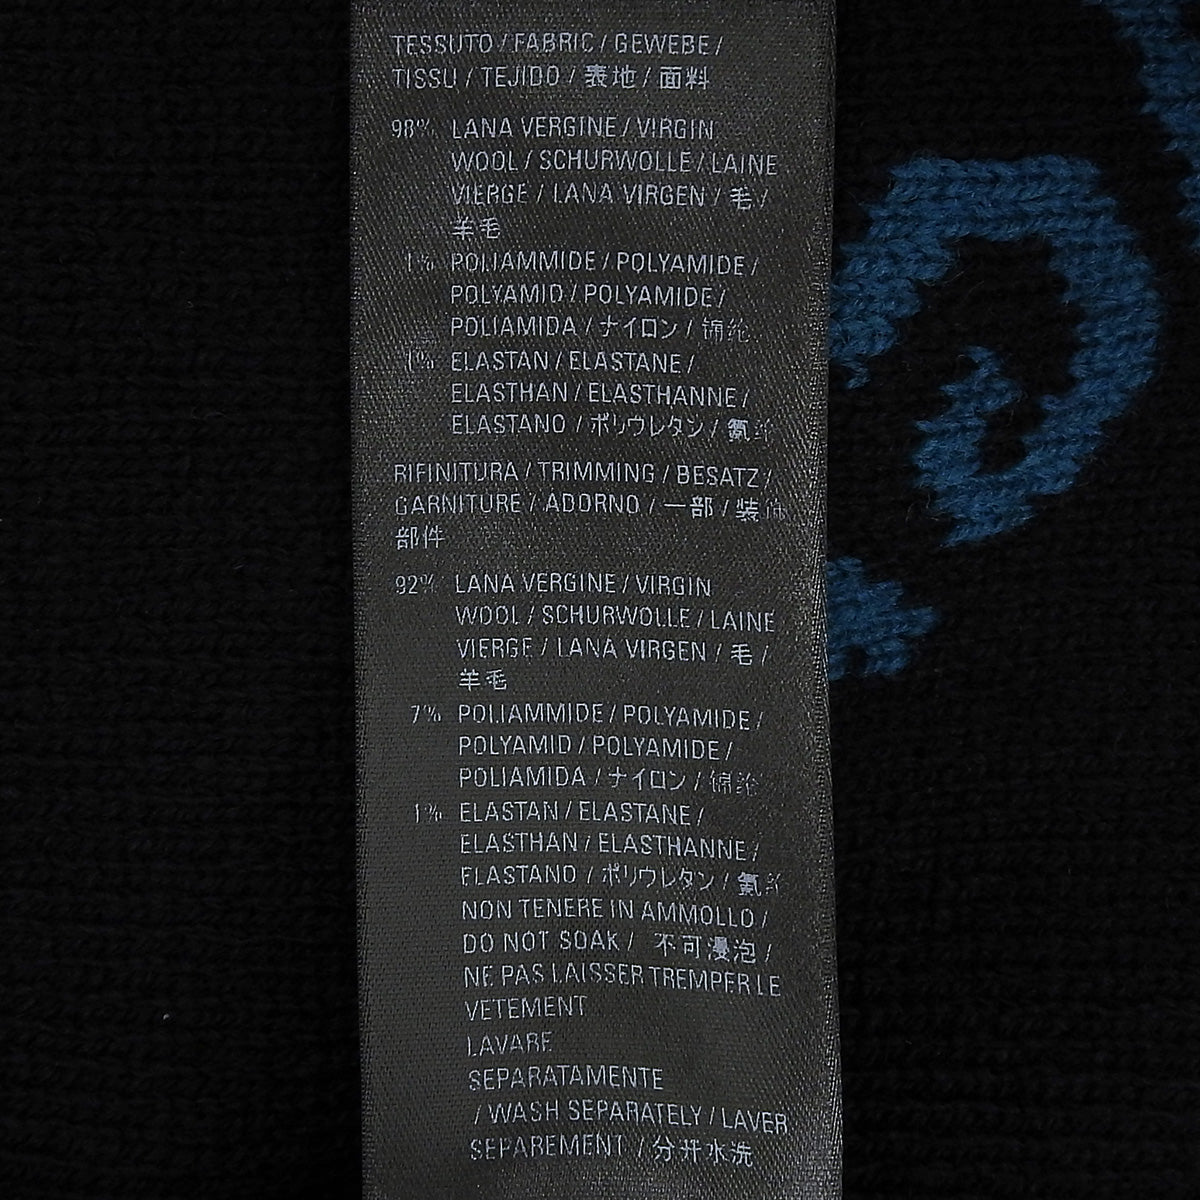 TESSUTO / FABRIC / GEWEBE /
TISSU / TEJIDO / 表地 / 面料
98% LANA VERGINE / VIRGIN
WOOL / SCHURWOLLE / LAINE
VIERGE / LANA VIRGEN / 毛 /
羊毛
1% POLIAMMIDE / POLYAMIDE /
POLYAMID / POLYAMIDE /
POLIAMIDA / ナイロン / 锦纶
1% ELASTAN / ELASTANE /
ELASTHAN / ELASTHANNE /
ELASTANO / ポリウレタン / 氨纶
RIFINITURA / TRIMMING / BESATZ /
GARNITURE / ADORNO / 一部 / 装饰
部件
92% LANA VERGINE / VIRGIN
WOOL / SCHURWOLLE / LAINE
VIERGE / LANA VIRGEN / 毛 /
羊毛
7% POLIAMMIDE / POLYAMIDE /
POLYAMID / POLYAMIDE /
POLIAMIDA / ナイロン / 锦纶
1% ELASTAN / ELASTANE /
ELASTHAN / ELASTHANNE /
ELASTANO / ポリウレタン / 氨纶
NON TENERE IN AMMOLLO /
DO NOT SOAK / 不可浸泡 /
NE PAS LAISSER TREMPER LE
VETEMENT
LAVARE
SEPARATAMENTE
/ WASH SEPARATELY / LAVER
SEPAREMENT / 分开水洗